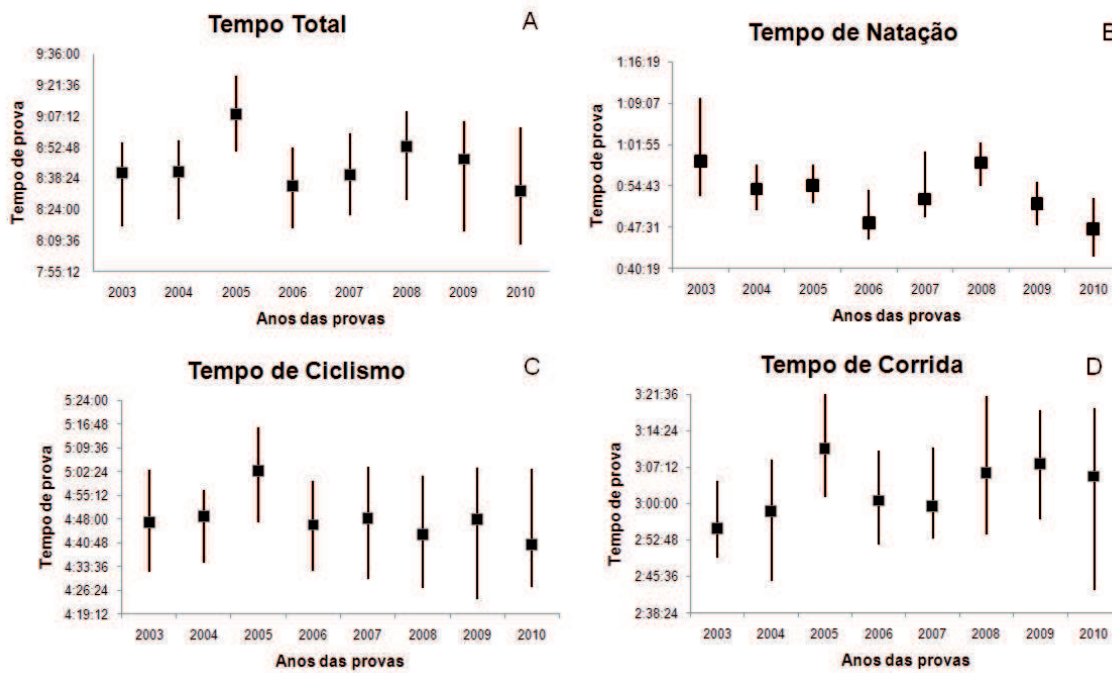 Tempo Total
A
Tempo de prova
9:36:00
9:21:36
9:07:12
8:52:48
8:38:24
8:24:00
8:09:36
7:55:12
2003 2004 2005 2006 2007 2008 2009 2010
Anos das provas
Tempo de Natação
B
Tempo de prova
1:16:19
1:09:07
1:01:55
0:54:43
0:47:31
0:40:19
2003 2004 2005 2006 2007 2008 2009 2010
Anos das provas
Tempo de Ciclismo
C
Tempo de prova
5:24:00
5:16:48
5:09:36
5:02:24
4:55:12
4:48:00
4:40:48
4:33:36
4:26:24
4:19:12
2003 2004 2005 2006 2007 2008 2009 2010
Anos das provas
Tempo de Corrida
D
Tempo de prova
3:21:36
3:14:24
3:07:12
3:00:00
2:52:48
2:45:36
2:38:24
2003 2004 2005 2006 2007 2008 2009 2010
Anos das provas